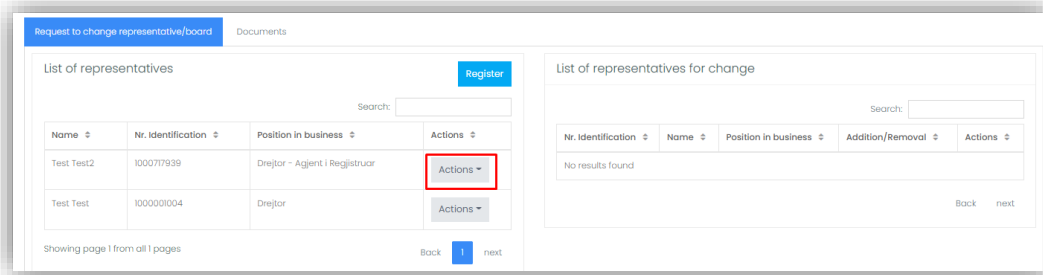 Request to change representative/board Documents
List of representatives
Register
Search:
Name Nr. Identification Position in business Actions
Test Test2 1000717939 Drejtor - Agjent i Regjistruar Actions
Test Test 1000001004 Drejtor Actions
Showing page 1 from all 1 pages
Back 1 next
List of representatives for change
Search:
Nr. Identification Name Position in business Addition/Removal Actions
No results found
Back next